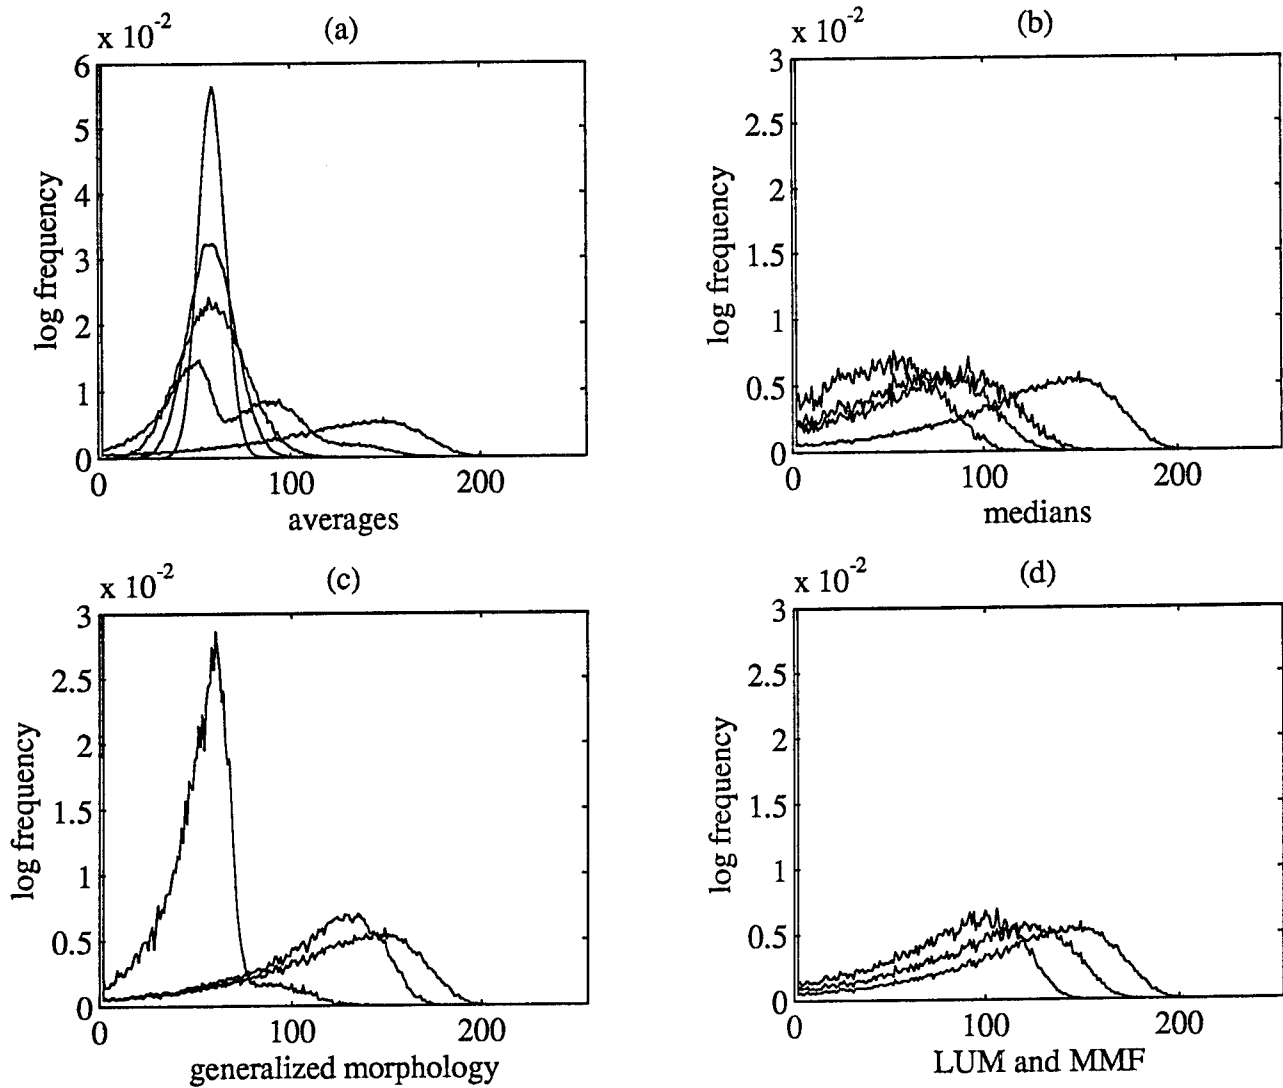 (a)
x 10-2
6
5
4
3
2
1
0
log frequency
0 100 200
averages
(b)
x 10-2
3
2.5
2
1.5
1
0.5
0
log frequency
0 100 200
medians
(c)
x 10-2
3
2.5
2
1.5
1
0.5
0
log frequency
0 100 200
generalized morphology
(d)
x 10-2
3
2.5
2
1.5
1
0.5
0
log frequency
0 100 200
LUM and MMF